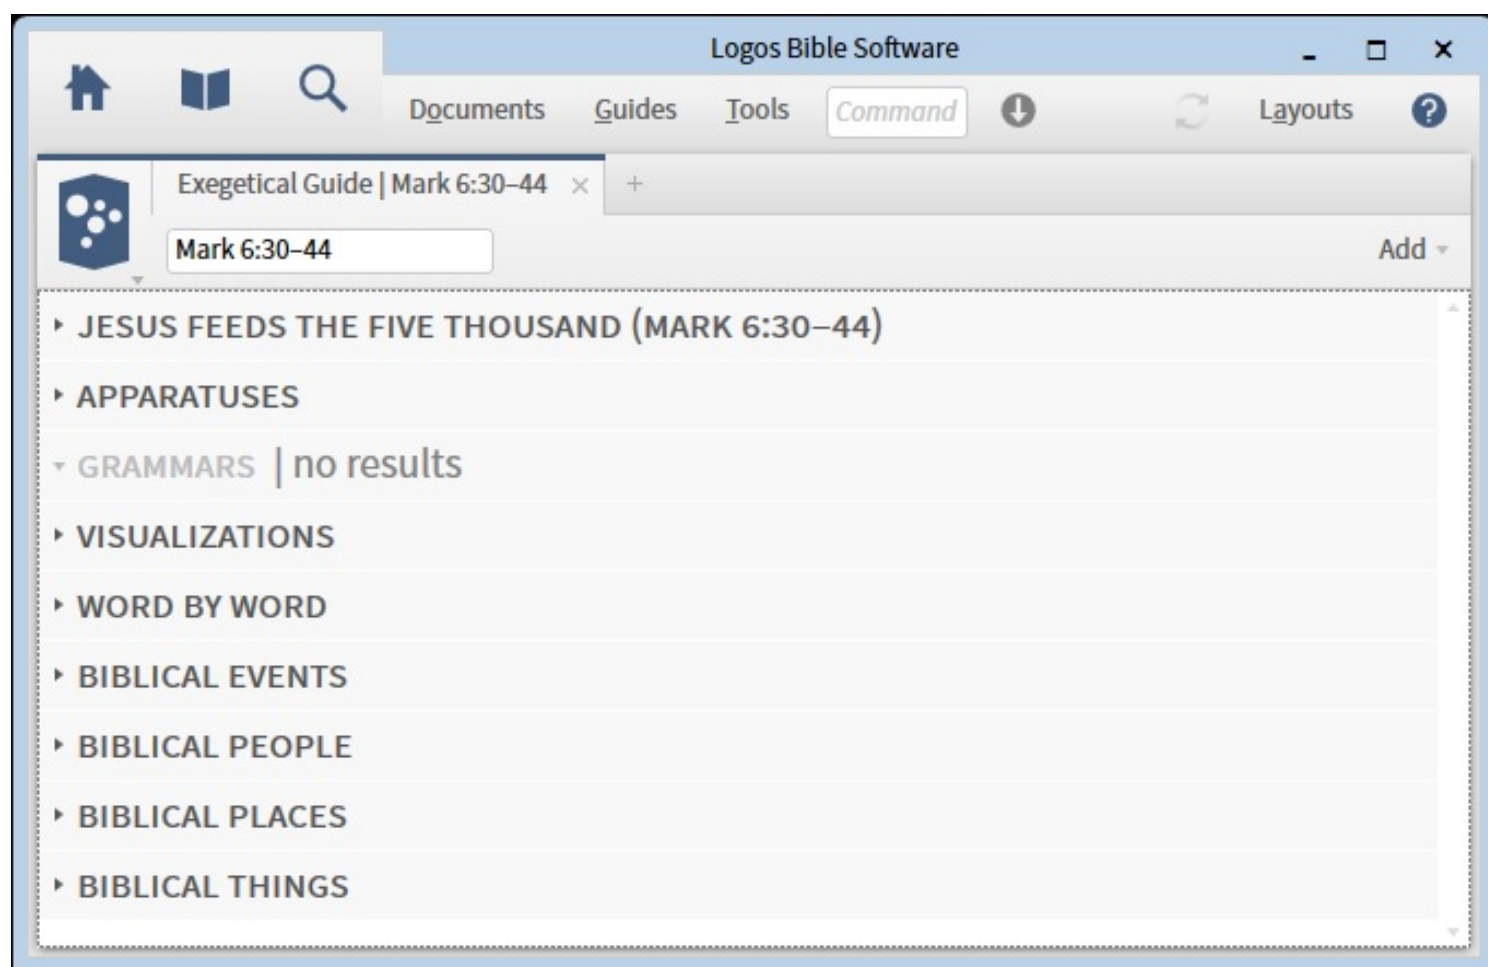 Logos Bible Software
Documents Guides Tools Command Layouts ?
Exegetical Guide | Mark 6:30–44 × +
Mark 6:30–44 Add
JESUS FEEDS THE FIVE THOUSAND (MARK 6:30–44)
APPARATUSES
GRAMMARS | no results
VISUALIZATIONS
WORD BY WORD
BIBLICAL EVENTS
BIBLICAL PEOPLE
BIBLICAL PLACES
BIBLICAL THINGS